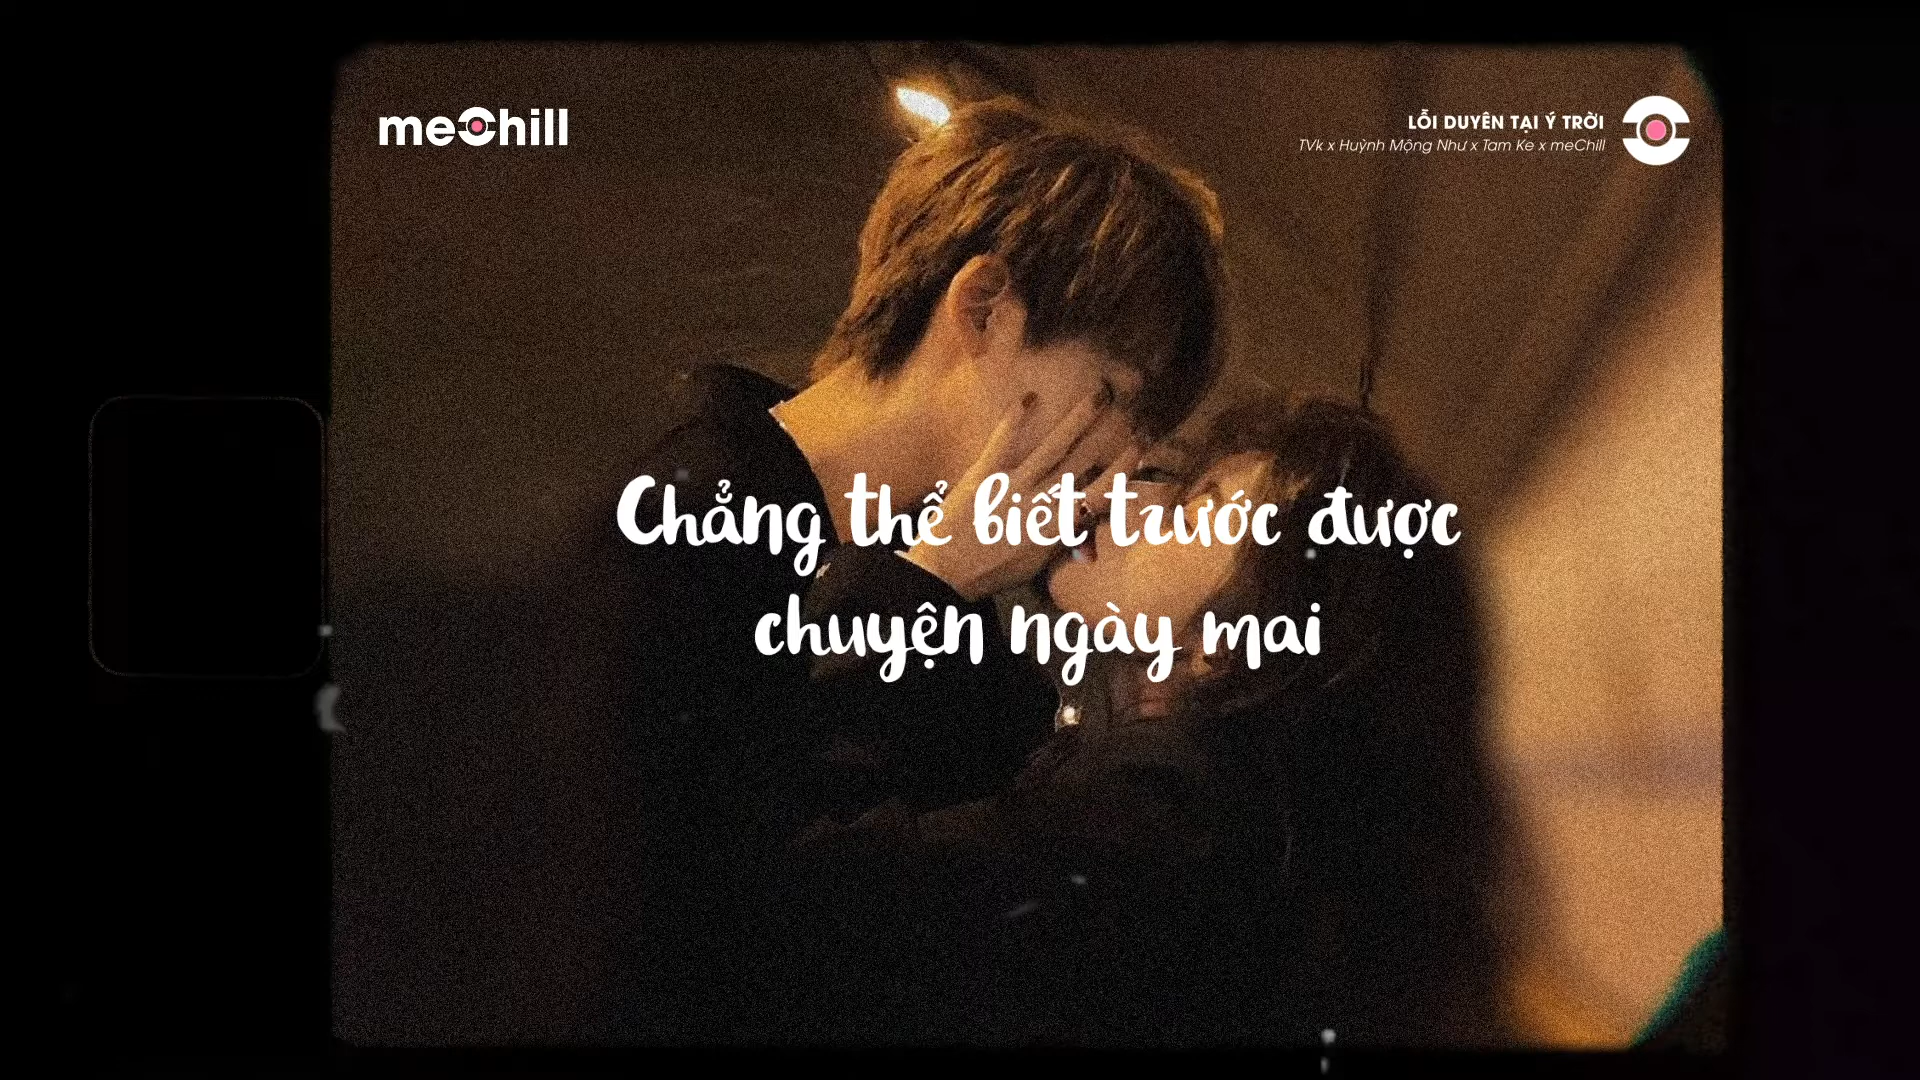 meChill
LỖI DUYÊN TẠI Ý TRỜI
TVk x Huỳnh Mộng Như x Tam Ke x meChill
Chẳng thể biết trước được
chuyện ngày mai